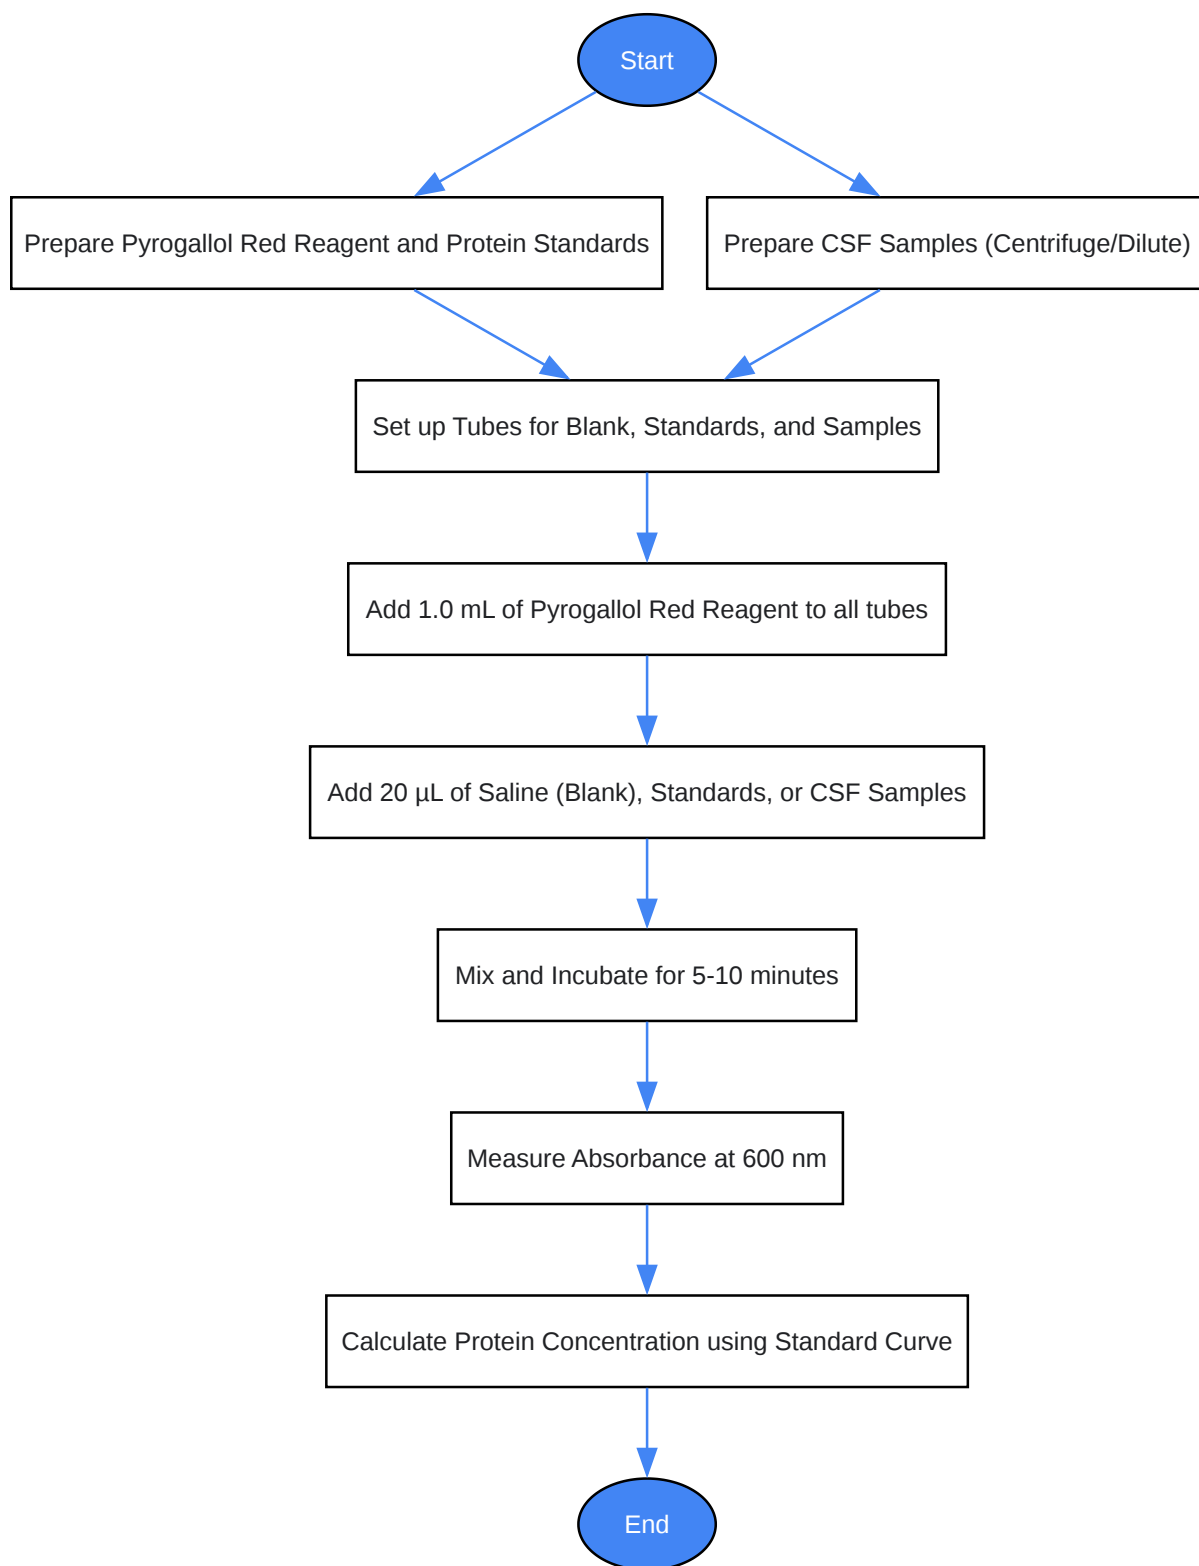 Start
Prepare Pyrogallol Red Reagent and Protein Standards
Prepare CSF Samples (Centrifuge/Dilute)
Set up Tubes for Blank, Standards, and Samples
Add 1.0 mL of Pyrogallol Red Reagent to all tubes
Add 20 µL of Saline (Blank), Standards, or CSF Samples
Mix and Incubate for 5-10 minutes
Measure Absorbance at 600 nm
Calculate Protein Concentration using Standard Curve
End